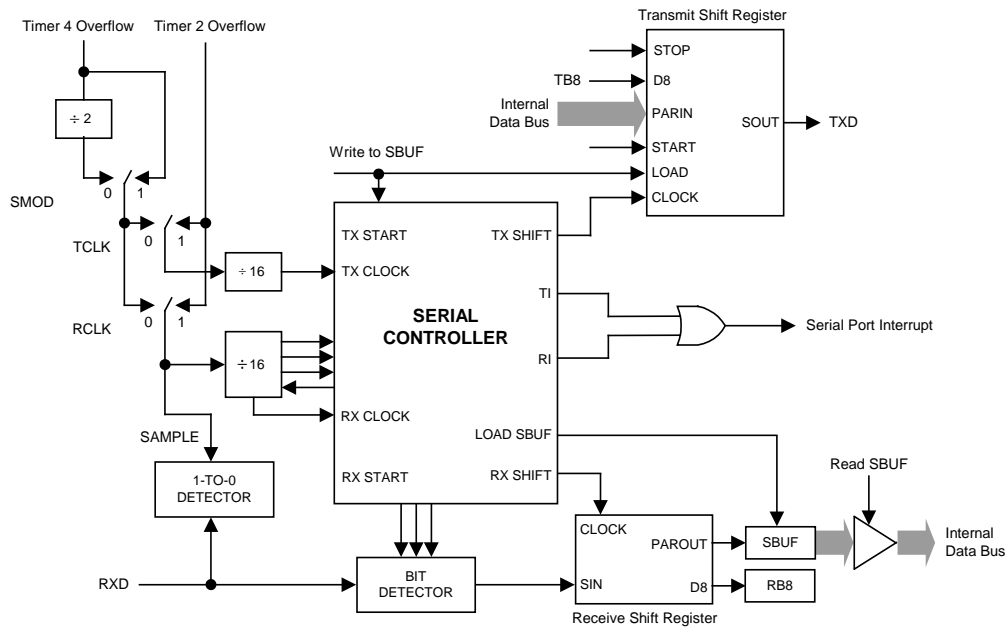 Timer 4 Overflow
Timer 2 Overflow
Transmit Shift Register
STOP
TB8
D8
Internal
Data Bus
PARIN
SOUT
TXD
START
÷ 2
Write to SBUF
LOAD
CLOCK
SMOD
0
1
TX START
TX SHIFT
TCLK
0
1
÷ 16
TX CLOCK
TI
SERIAL
CONTROLLER
Serial Port Interrupt
RCLK
0
1
÷ 16
RI
RX CLOCK
SAMPLE
LOAD SBUF
1-TO-0
DETECTOR
RX START
RX SHIFT
Read SBUF
CLOCK
PAROUT
SBUF
Internal
Data Bus
RXD
BIT
DETECTOR
SIN
D8
RB8
Receive Shift Register